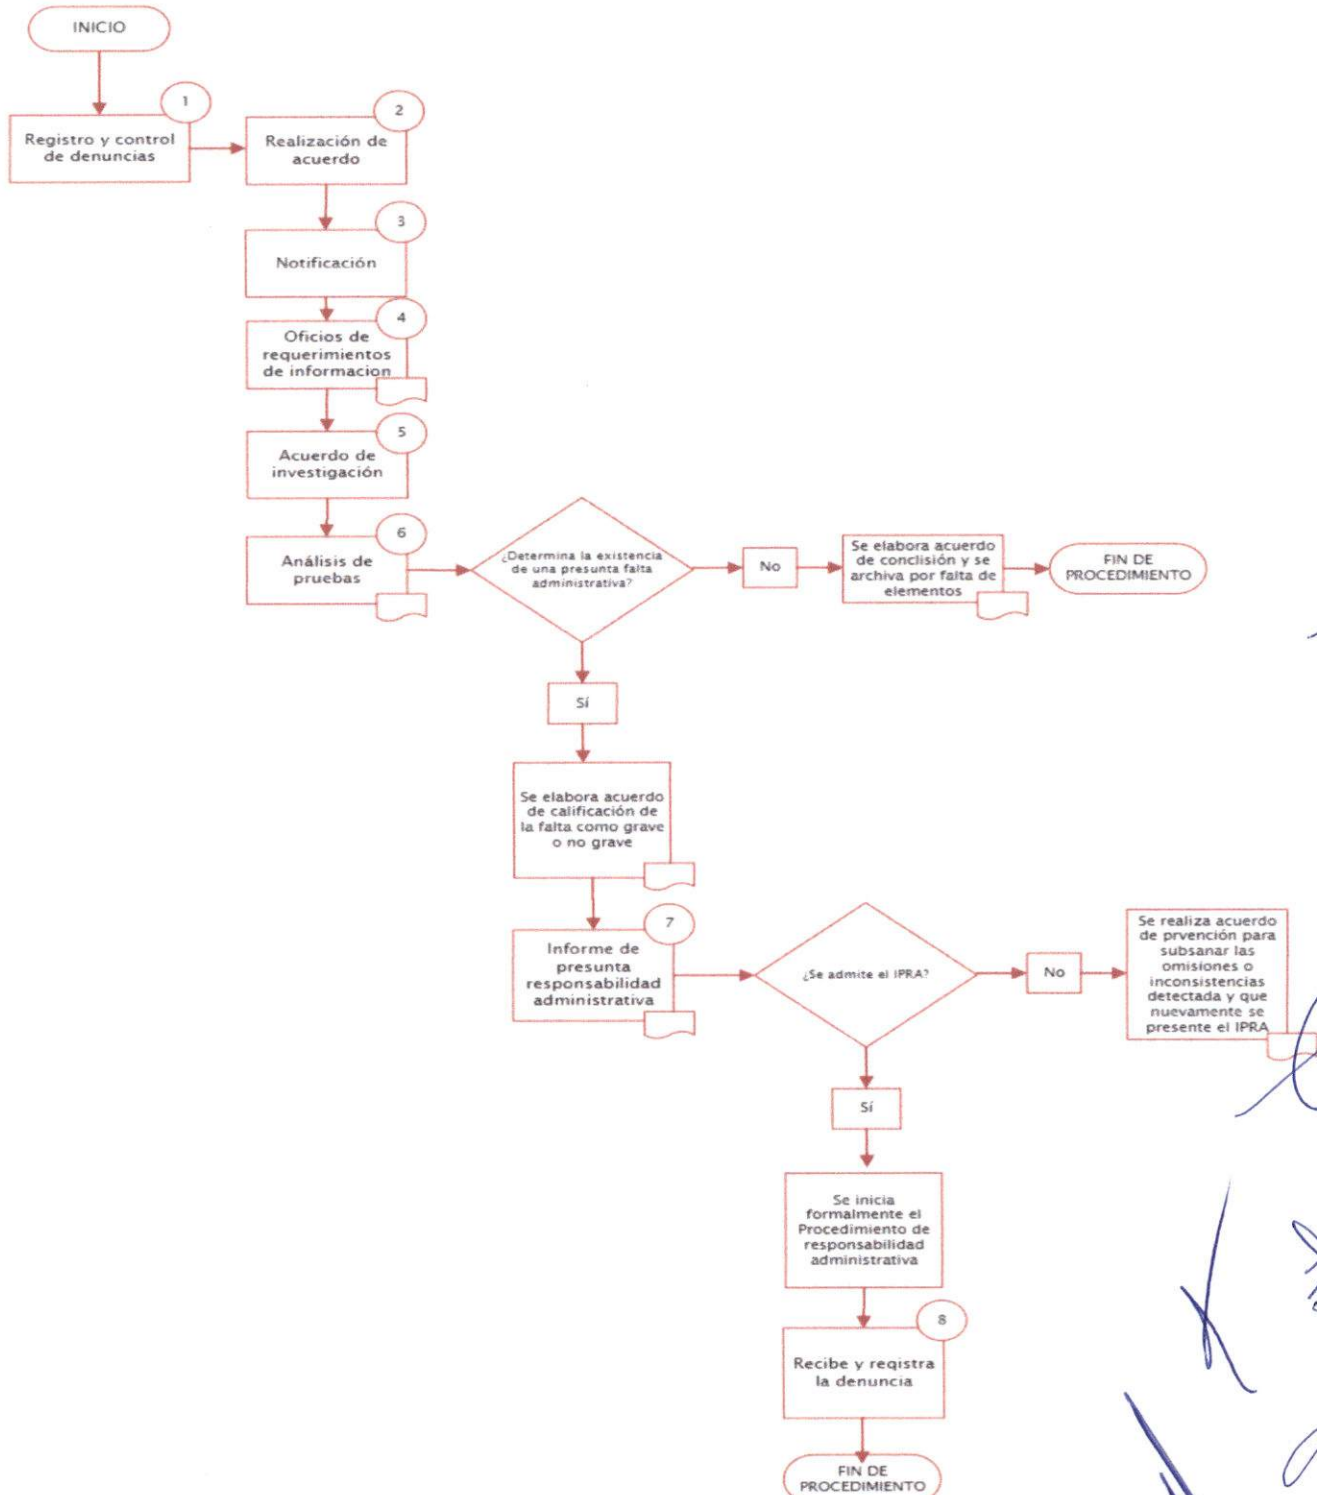 INICIO
1
Registro y control
de denuncias
2
Realización de
acuerdo
3
Notificación
4
Oficios de
requerimientos
de informacion
5
Acuerdo de
investigación
6
Análisis de
pruebas
¿Determina la existencia
de una presunta falta
administrativa?
No
Se elabora acuerdo
de conclisión y se
archiva por falta de
elementos
FIN DE
PROCEDIMIENTO
Sí
Se elabora acuerdo
de calificación de
la falta como grave
o no grave
7
Informe de
presunta
responsabilidad
administrativa
¿Se admite el IPRA?
No
Se realiza acuerdo
de prvención para
subsanar las
omisiones o
inconsistencias
detectada y que
nuevamente se
presente el IPRA
Sí
Se inicia
formalmente el
Procedimiento de
responsabilidad
administrativa
8
Recibe y registra
la denuncia
FIN DE
PROCEDIMIENTO